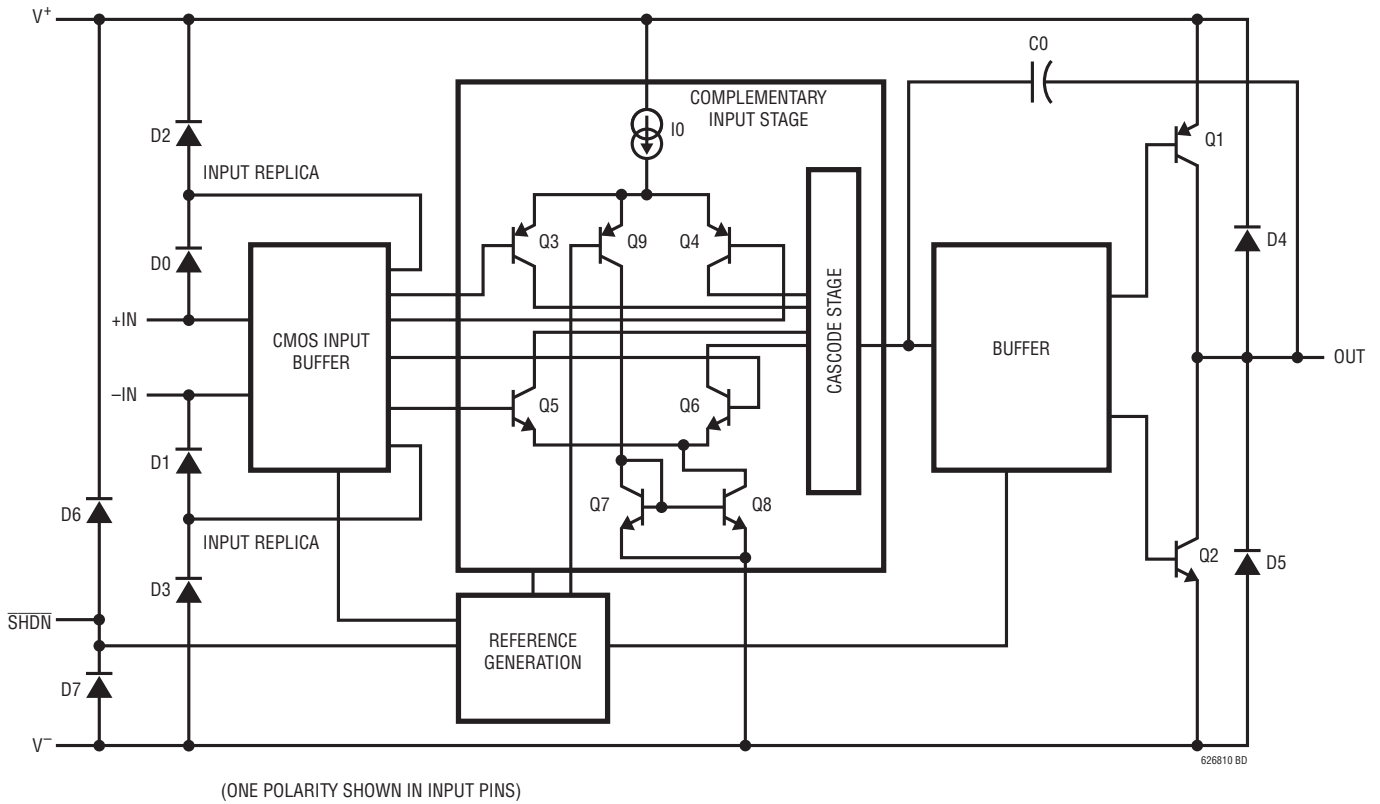 V+
C0
COMPLEMENTARY
INPUT STAGE
I0
D2
Q1
INPUT REPLICA
Q3
Q9
Q4
D4
D0
+IN
CMOS INPUT
BUFFER
CASCODE STAGE
BUFFER
OUT
–IN
Q5
Q6
D1
D6
Q7
Q8
INPUT REPLICA
Q2
D5
D3
SHDN
REFERENCE
GENERATION
D7
V–
626810 BD
(ONE POLARITY SHOWN IN INPUT PINS)